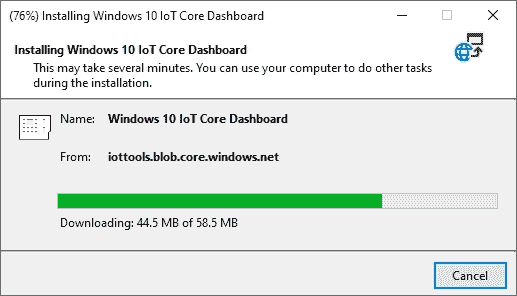 (76%) Installing Windows 10 IoT Core Dashboard
Installing Windows 10 IoT Core Dashboard
This may take several minutes. You can use your computer to do other tasks
during the installation.
Name: Windows 10 IoT Core Dashboard
From: iottools.blob.core.windows.net
Downloading: 44.5 MB of 58.5 MB
Cancel